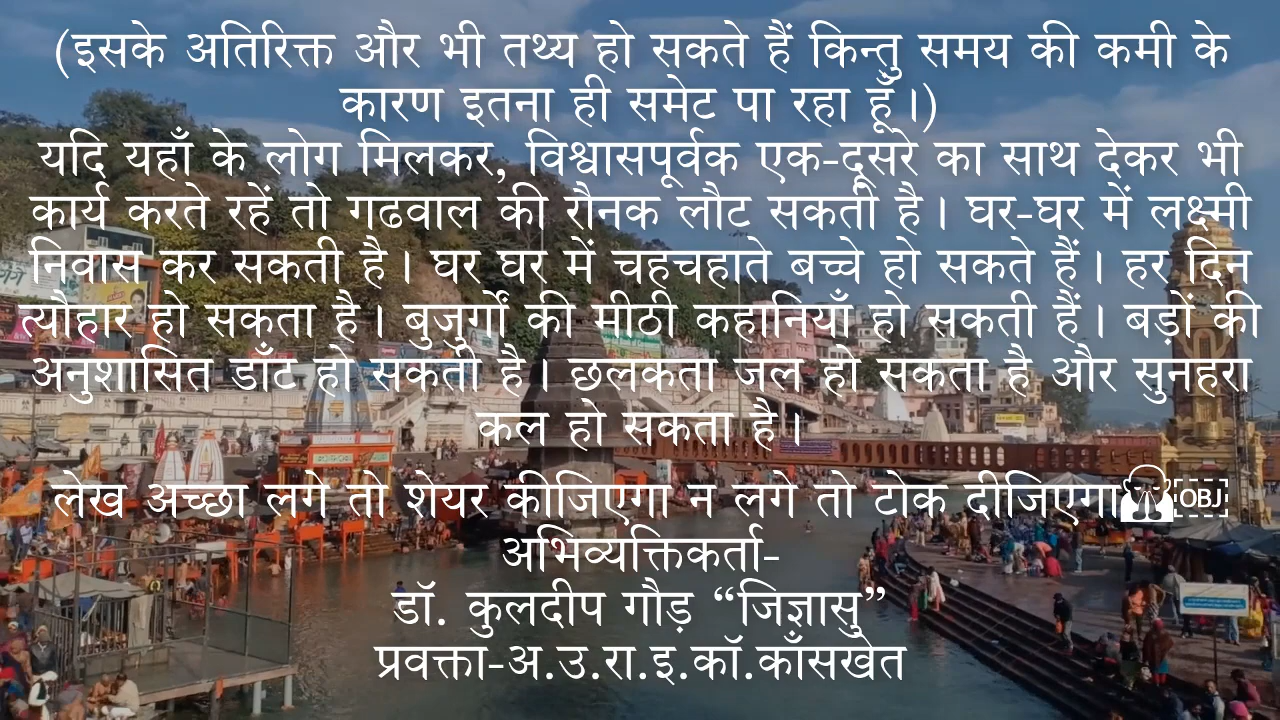 (इसके अतिरिक्त और भी तथ्य हो सकते हैं किन्तु समय की कमी के
कारण इतना ही समेट पा रहा हूँ।)
यदि यहाँ के लोग मिलकर, विश्वासपूर्वक एक-दूसरे का साथ देकर भी
कार्य करते रहें तो गढवाल की रौनक लौट सकती है। घर-घर में लक्ष्मी
निवास कर सकती है। घर घर में चहचहाते बच्चे हो सकते हैं। हर दिन
त्यौहार हो सकता है। बुजुर्गों की मीठी कहानियाँ हो सकती हैं। बड़ों की
अनुशासित डाँट हो सकती है। छलकता जल हो सकता है और सुनहरा
कल हो सकता है।
लेख अच्छा लगे तो शेयर कीजिएगा न लगे तो टोक दीजिएगा OBJ
अभिव्यक्तिकर्ता-
डॉ. कुलदीप गौड़ “जिज्ञासु”
प्रवक्ता-अ.उ.रा.इ.कॉ.काँसखेत